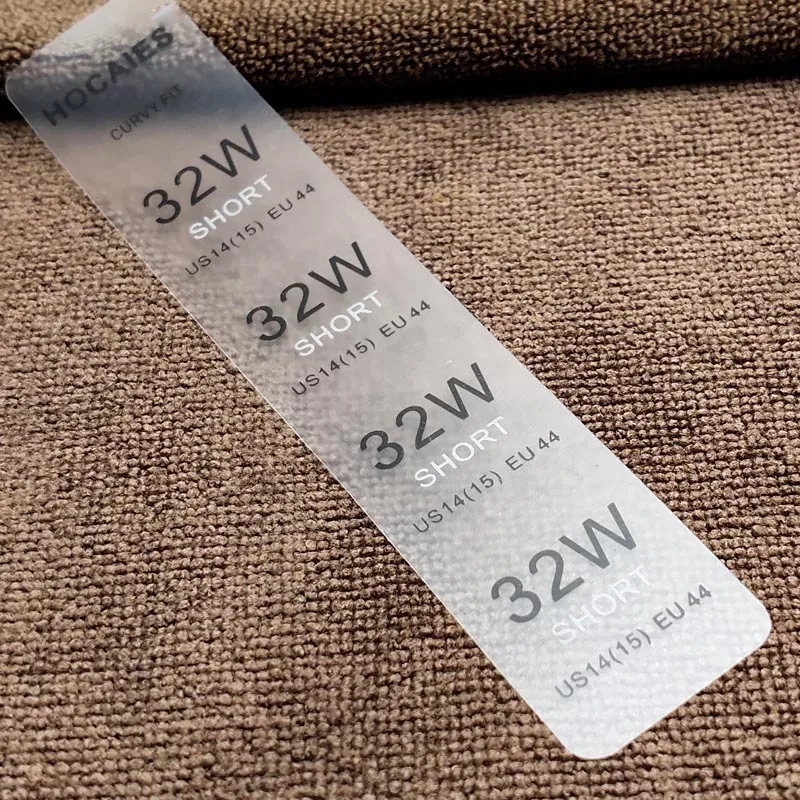 HOCAIES
CURVY FIT
32W
SHORT
US14(15) EU 44
32W
SHORT
US14(15) EU 44
32W
SHORT
US14(15) EU 44
32W
SHORT
US14(15) EU 44